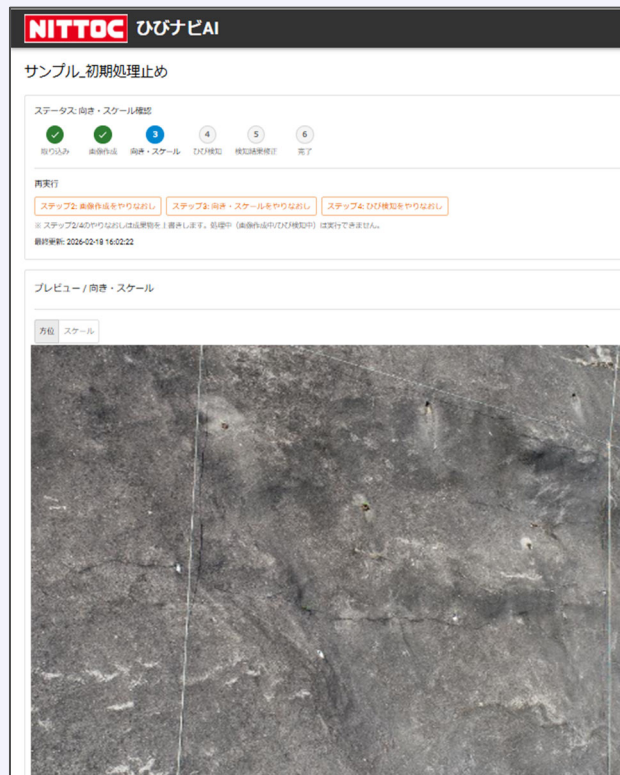 NITTOC ひびナビAI
サンプル_初期処理止め
ステータス: 向き・スケール確認
3 4 5 6
取り込み 画像作成 向き・スケール ひび検知 検知結果修正 完了
再実行
ステップ2: 画像作成をやりなおし ステップ3: 向き・スケールをやりなおし ステップ4: ひび検知をやりなおし
※ ステップ2/4のやりなおしは成果物を上書きします。処理中（画像作成中/ひび検知中）は実行できません。
最終更新: 2026-02-18 16:02:22
プレビュー / 向き・スケール
方位 スケール